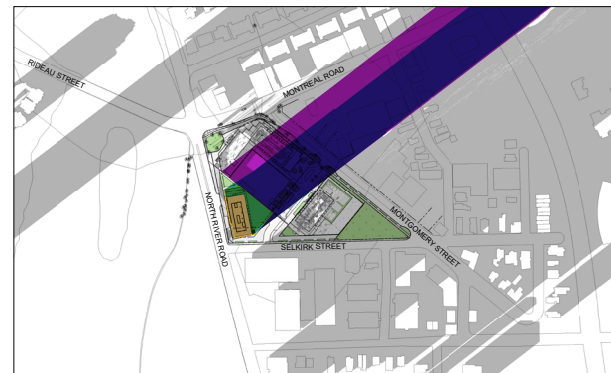 RIDEAU STREET
MONTREAL ROAD
NORTH RIVER ROAD
MONTGOMERY STREET
SELKIRK STREET